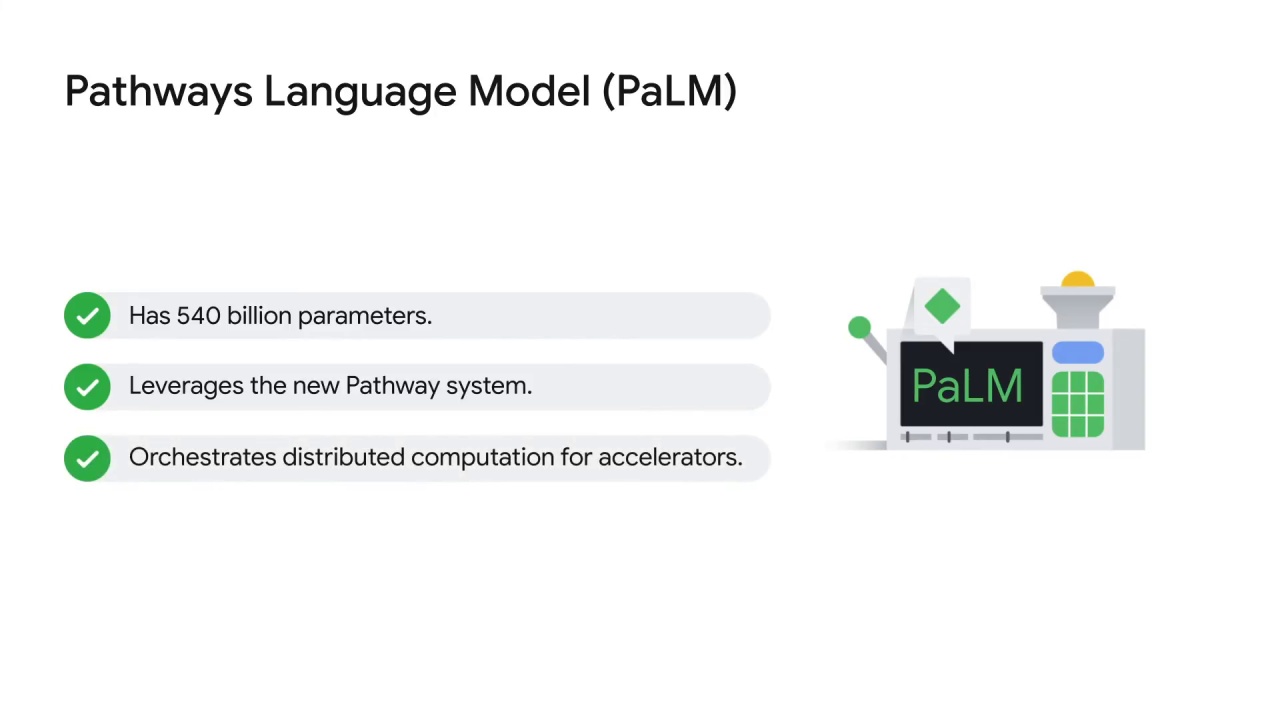 Pathways Language Model (PaLM)
Has 540 billion parameters.
Leverages the new Pathway system.
Orchestrates distributed computation for accelerators.
PaLM